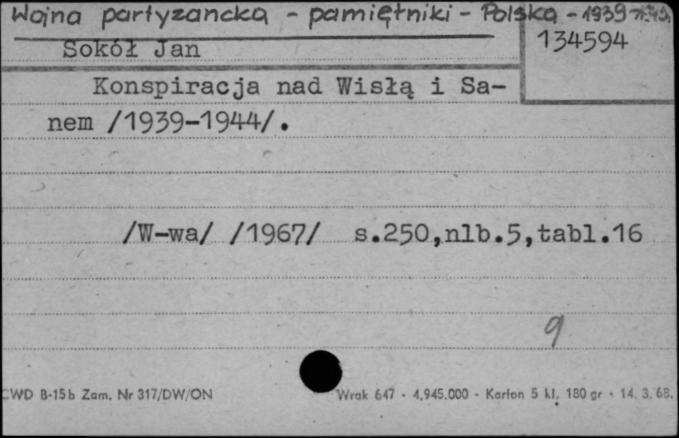 Wojna partyzancka - pamiętniki - Polska - 1939
134594
Sokół Jan
Konspiracja nad Wisłą i Sa-
nem /1939-1944/.
/W-wa/ /1967/ s.250,nlb.5,tabl.16
9
CWD B-15b Zam. Nr 317/DW/ON
Wrak 647 - 4.945.000 - Karton 5 kl. 180 gr - 14. 3. 68.